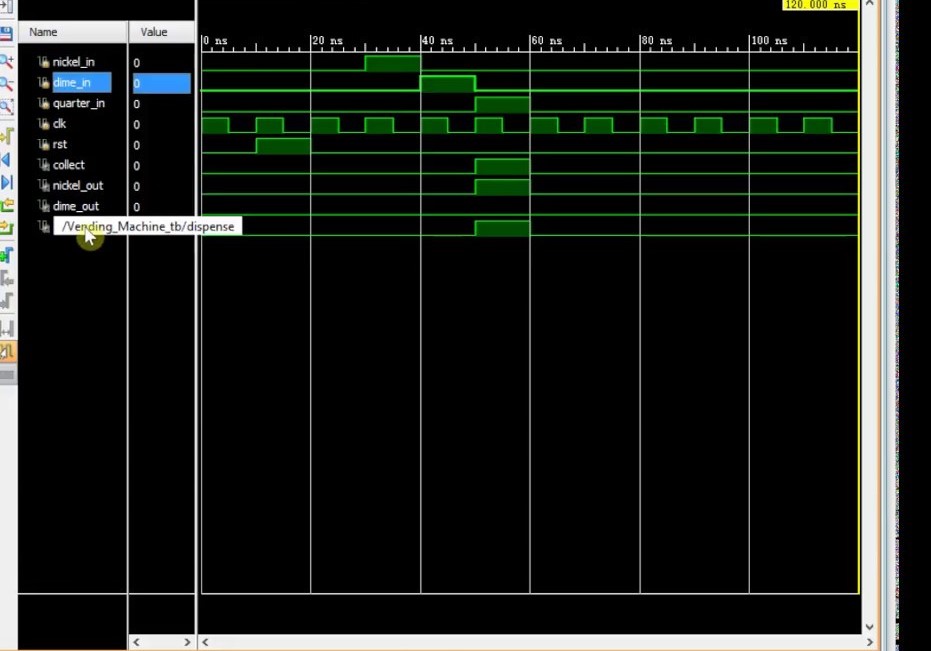 120.000 ns
Name Value
0 ns 20 ns 40 ns 60 ns 80 ns 100 ns
nickel_in 0
dime_in 0
quarter_in 0
clk 0
rst 0
collect 0
nickel_out 0
dime_out 0
/Vending_Machine_tb/dispense